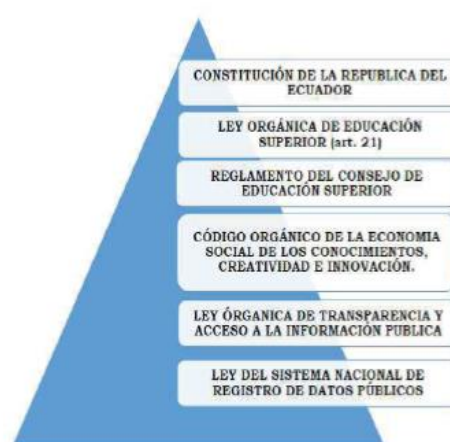 CONSTITUCIÓN DE LA REPUBLICA DEL
ECUADOR
LEY ORGÁNICA DE EDUCACIÓN
SUPERIOR (art. 21)
REGLAMENTO DEL CONSEJO DE
EDUCACIÓN SUPERIOR
CÓDIGO ORGÁNICO DE LA ECONOMIA
SOCIAL DE LOS CONOCIMIENTOS,
CREATIVIDAD E INNOVACIÓN.
LEY ÓRGANICA DE TRANSPARENCIA Y
ACCESO A LA INFORMACIÓN PUBLICA
LEY DEL SISTEMA NACIONAL DE
REGISTRO DE DATOS PÚBLICOS